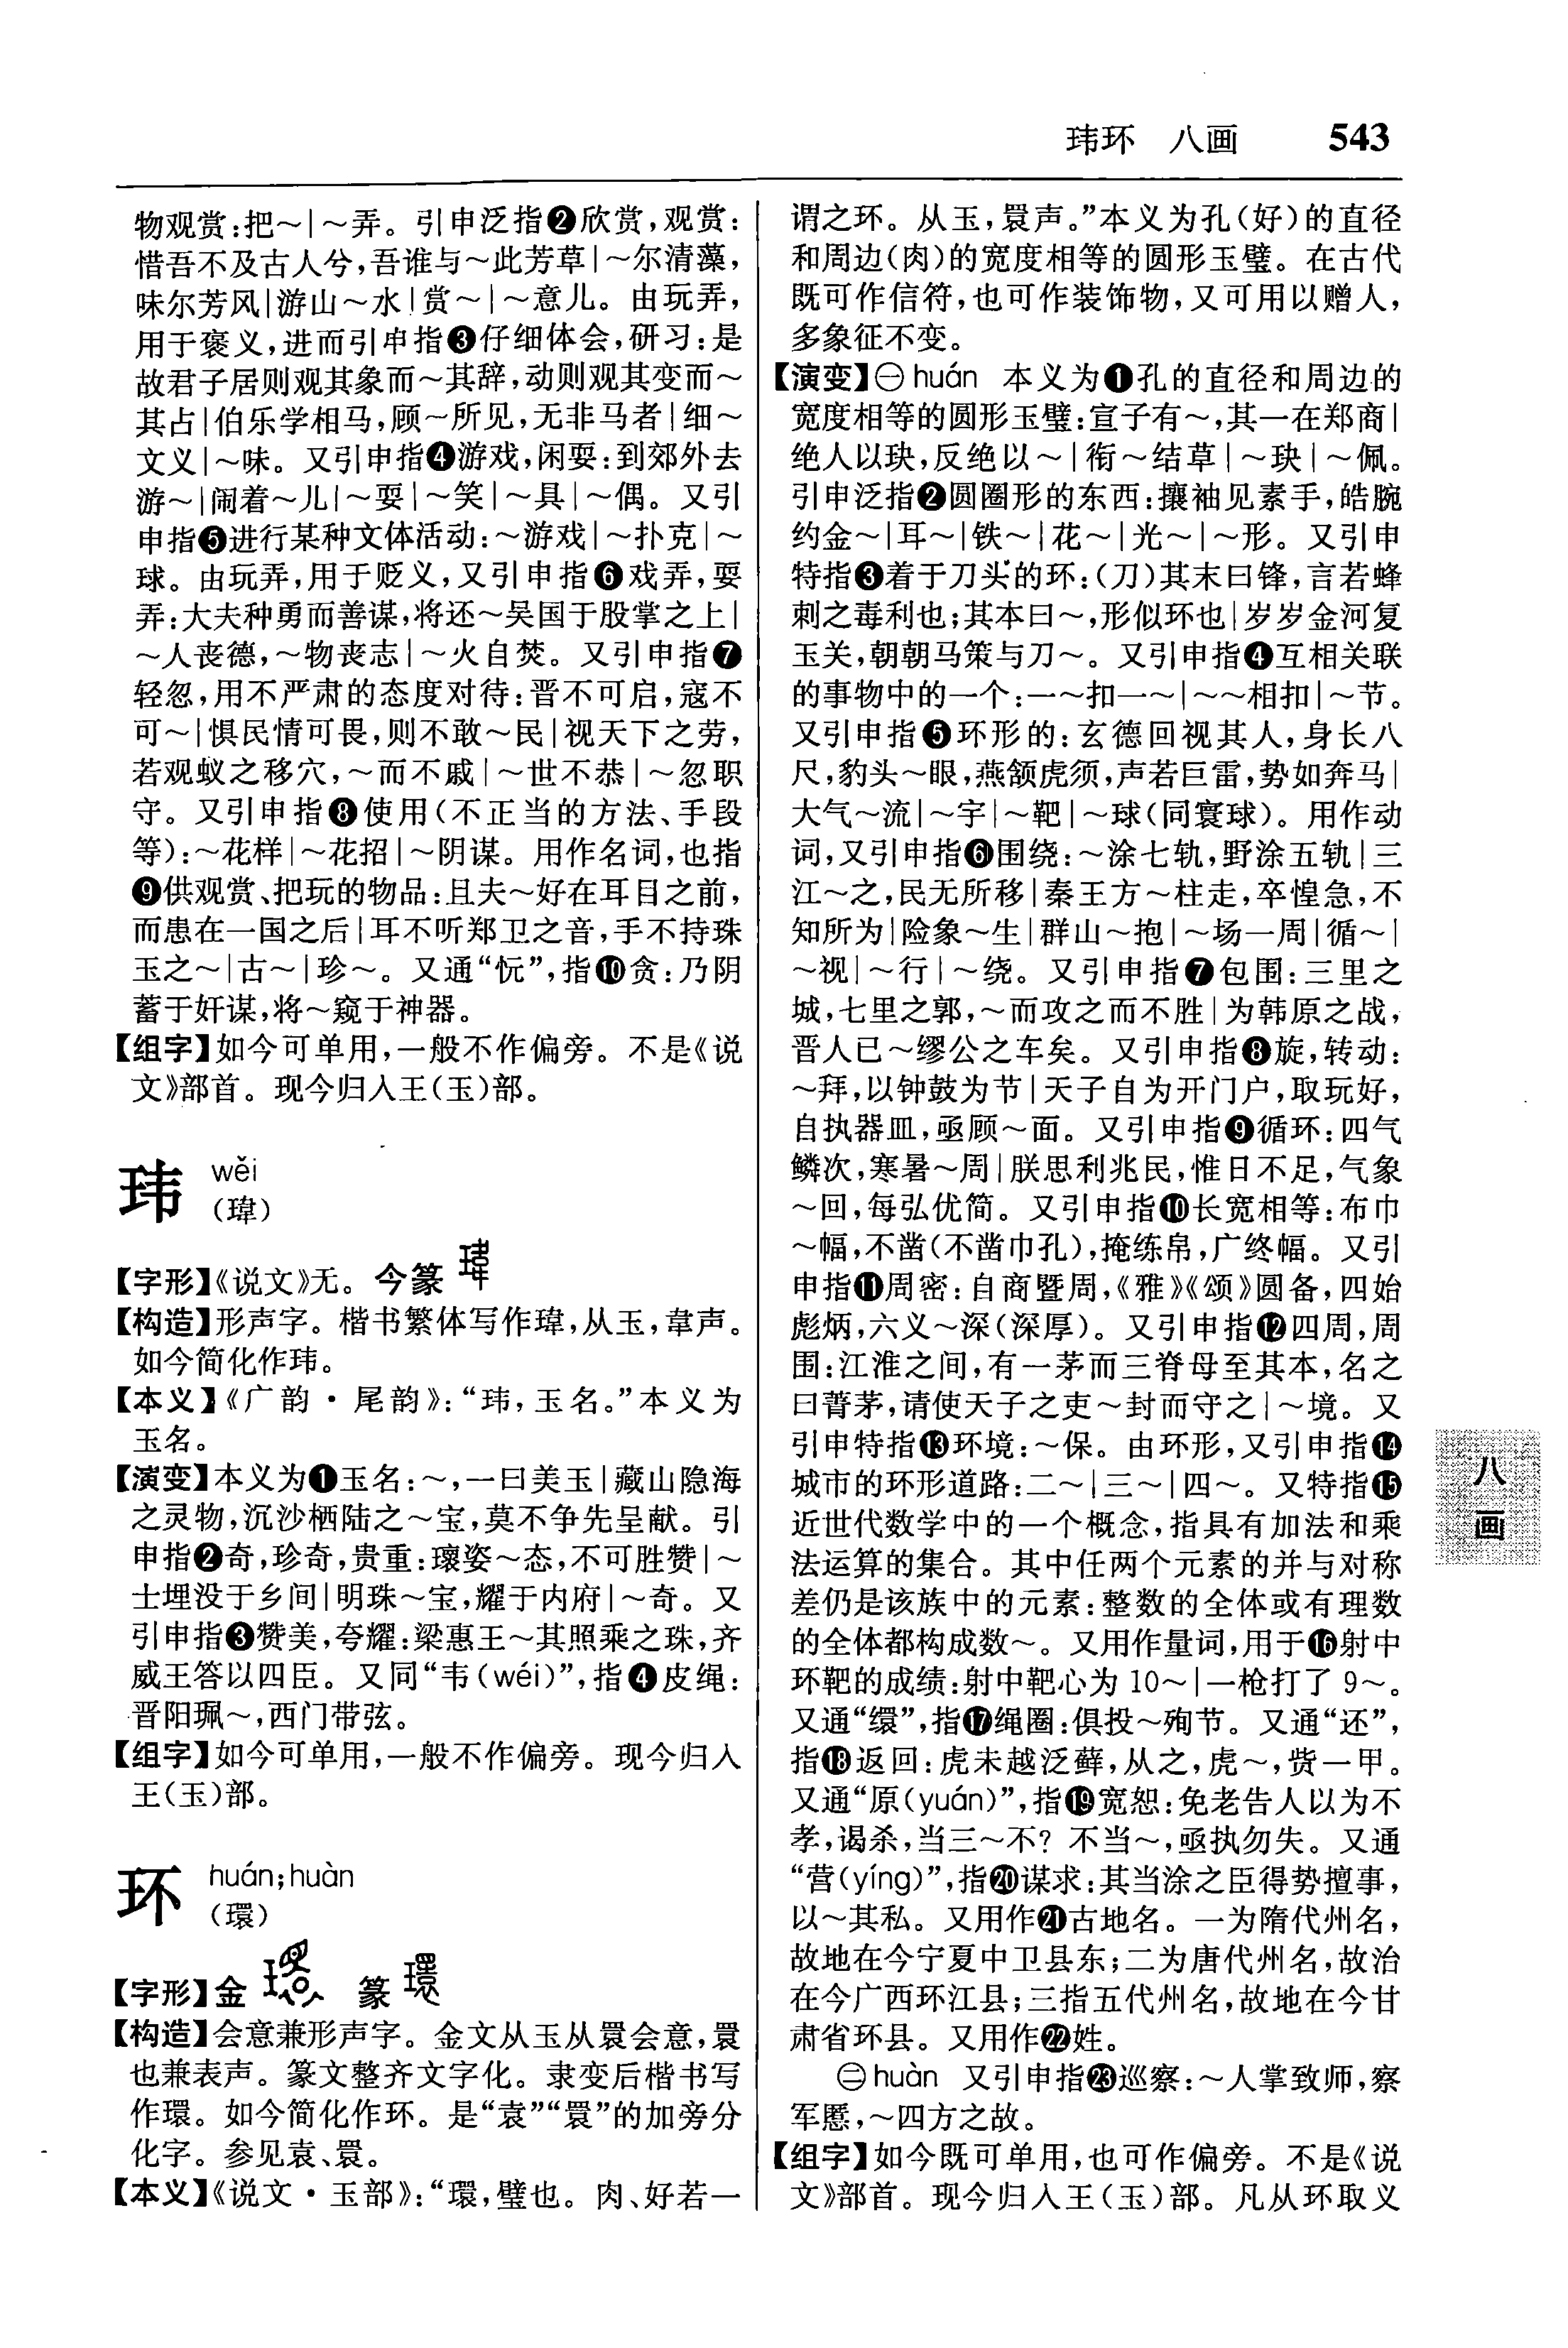 玮环　八画　543
物观赏:把～|～弄。引申泛指❷欣赏,观赏:
惜吾不及古人兮,吾谁与～此芳草|～尔清藻,
味尔芳风|游山～水|赏～|～意儿。由玩弄,
用于褒义,进而引申指❸仔细体会,研习:是
故君子居则观其象而～其辞,动则观其变而～
其占|伯乐学相马,顾～所见,无非马者|细～
文义|～味。又引申指❹游戏,闲耍:到郊外去
游～|闹着～儿|～耍|～笑|～具|～偶。又引
申指❺进行某种文体活动:～游戏|～扑克|～
球。由玩弄,用于贬义,又引申指❻戏弄,耍
弄:大夫种勇而善谋,将还～吴国于股掌之上|
～人丧德,～物丧志|～火自焚。又引申指❼
轻忽,用不严肃的态度对待:晋不可启,寇不
可～|惧民情可畏,则不敢～民|视天下之劳,
若观蚁之移穴,～而不戚|～世不恭|～忽职
守。又引申指❽使用(不正当的方法、手段
等):～花样|～花招|～阴谋。用作名词,也指
❾供观赏、把玩的物品:且夫～好在耳目之前,
而患在一国之后|耳不听郑卫之音,手不持珠
玉之～|古～|珍～。又通“忨”,指❿贪:乃阴
蓄于奸谋,将～窥于神器。
【组字】如今可单用,一般不作偏旁。不是《说
文》部首。现今归入王(玉)部。
玮 wěi
(瑋)
【字形】《说文》无。今篆
【构造】形声字。楷书繁体写作瑋,从玉,韋声。
如今简化作玮。
【本义】《广韵·尾韵》:“玮,玉名。”本义为
玉名。
【演变】本义为❶玉名:～,一曰美玉|藏山隐海
之灵物,沉沙栖陆之～宝,莫不争先呈献。引
申指❷奇,珍奇,贵重:瓌姿～态,不可胜赞|～
士埋没于乡间|明珠～宝,耀于内府|～奇。又
引申指❸赞美,夸耀:梁惠王～其照乘之珠,齐
威王答以四臣。又同“韦(wéi)”,指❹皮绳:
晋阳珮～,西门带弦。
【组字】如今可单用,一般不作偏旁。现今归入
王(玉)部。
环 huán;huàn
(環)
【字形】金　篆
【构造】会意兼形声字。金文从玉从睘会意,睘
也兼表声。篆文整齐文字化。隶变后楷书写
作環。如今简化作环。是“袁”“睘”的加旁分
化字。参见袁、睘。
【本义】《说文·玉部》:“環,璧也。肉、好若一
谓之环。从玉,睘声。”本义为孔(好)的直径
和周边(肉)的宽度相等的圆形玉璧。在古代
既可作信符,也可作装饰物,又可用以赠人,
多象征不变。
【演变】㊀huán 本义为❶孔的直径和周边的
宽度相等的圆形玉璧:宣子有～,其一在郑商|
绝人以玦,反绝以～|衔～结草|～玦|～佩。
引申泛指❷圆圈形的东西:攘袖见素手,皓腕
约金～|耳～|铁～|花～|光～|～形。又引申
特指❸着于刀头的环:(刀)其末曰锋,言若蜂
刺之毒利也;其本曰～,形似环也|岁岁金河复
玉关,朝朝马策与刀～。又引申指❹互相关联
的事物中的一个:一～扣一～|～～相扣|～节。
又引申指❺环形的:玄德回视其人,身长八
尺,豹头～眼,燕颔虎须,声若巨雷,势如奔马|
大气～流|～宇|～靶|～球(同寰球)。用作动
词,又引申指❻围绕:～涂七轨,野涂五轨|三
江～之,民无所移|秦王方～柱走,卒惶急,不
知所为|险象～生|群山～抱|～场一周|循～|
～视|～行|～绕。又引申指❼包围:三里之
城,七里之郭,～而攻之而不胜|为韩原之战,
晋人已～缪公之车矣。又引申指❽旋,转动:
～拜,以钟鼓为节|天子自为开门户,取玩好,
自执器皿,亟顾～面。又引申指❾循环:四气
鳞次,寒暑～周|朕思利兆民,惟日不足,气象
～回,每弘优简。又引申指❿长宽相等:布巾
～幅,不凿(不凿巾孔),掩练帛,广终幅。又引
申指⓫周密:自商暨周,《雅》《颂》圆备,四始
彪炳,六义～深(深厚)。又引申指⓬四周,周
围:江淮之间,有一茅而三脊毋至其本,名之
曰菁茅,请使天子之吏～封而守之|～境。又
引申特指⓭环境:～保。由环形,又引申指⓮
城市的环形道路:二～|三～|四～。又特指⓯
近世代数学中的一个概念,指具有加法和乘
法运算的集合。其中任两个元素的并与对称
差仍是该族中的元素:整数的全体或有理数
的全体都构成数～。又用作量词,用于⓰射中
环靶的成绩:射中靶心为 10～|一枪打了 9～。
又通“缳”,指⓱绳圈:俱投～殉节。又通“还”,
指⓲返回:虎未越泛藓,从之,虎～,赀一甲。
又通“原(yuán)”,指⓳宽恕:免老告人以为不
孝,谒杀,当三～不? 不当～,亟执勿失。又通
“营(yíng)”,指⓴谋求:其当涂之臣得势擅事,
以～其私。又用作㉑古地名。一为隋代州名,
故地在今宁夏中卫县东;二为唐代州名,故治
在今广西环江县;三指五代州名,故地在今甘
肃省环县。又用作㉒姓。
㊁huàn 又引申指㉓巡察:～人掌致师,察
军慝,～四方之故。
【组字】如今既可单用,也可作偏旁。不是《说
文》部首。现今归入王(玉)部。凡从环取义
八
画